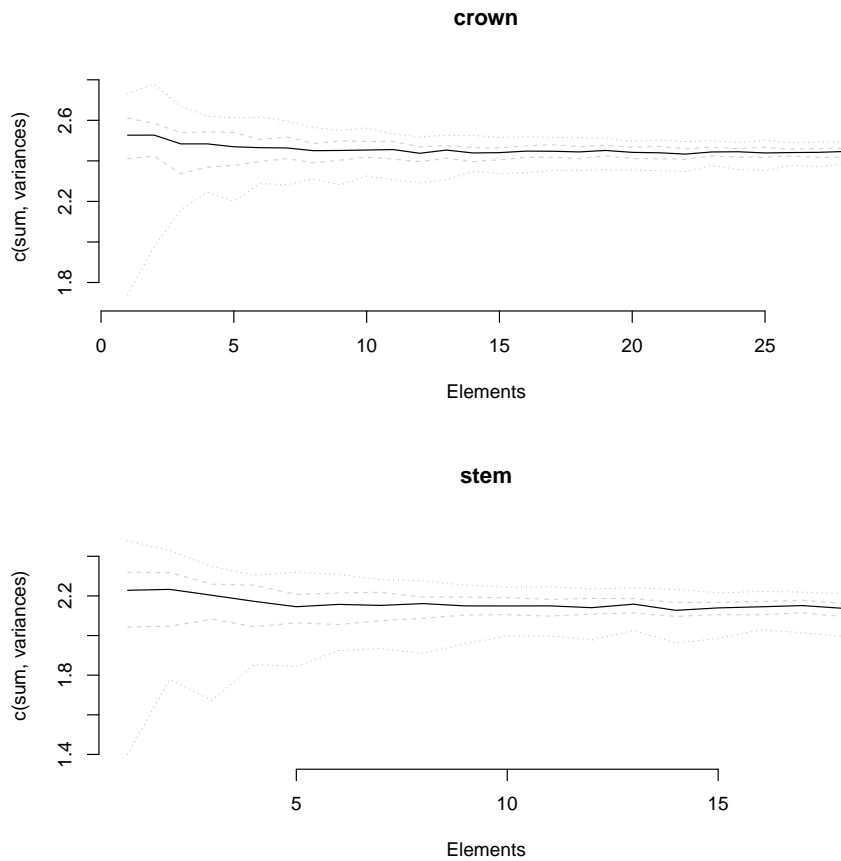 crown
c(sum, variances)
2.6
2.2
1.8
0 5 10 15 20 25
Elements
stem
c(sum, variances)
2.2
1.8
1.4
5 10 15
Elements